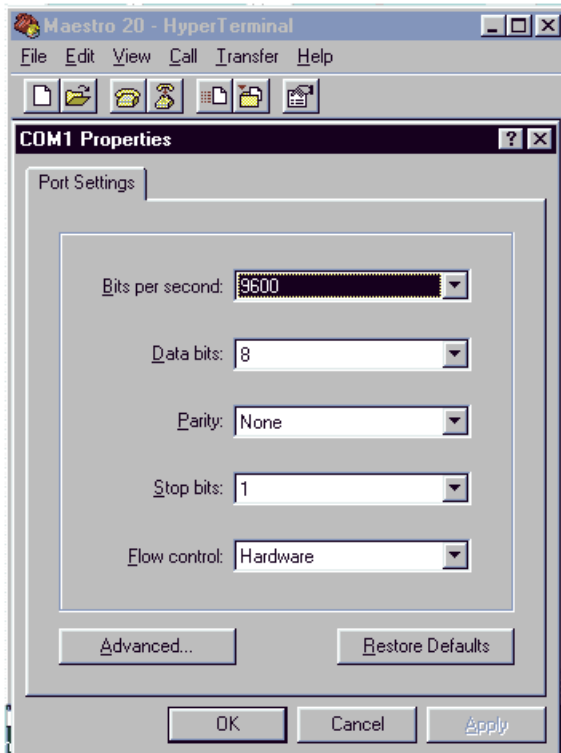 Maestro 20 - HyperTerminal
File Edit View Call Transfer Help
COM1 Properties
Port Settings
Bits per second: 9600
Data bits: 8
Parity: None
Stop bits: 1
Flow control: Hardware
Advanced... Restore Defaults
OK Cancel Apply